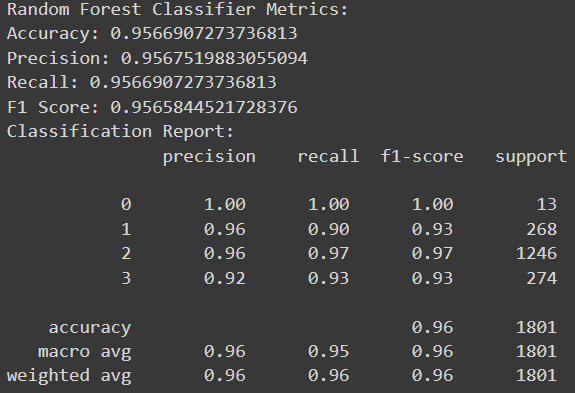 Random Forest Classifier Metrics:
Accuracy: 0.9566907273736813
Precision: 0.9567519883055094
Recall: 0.9566907273736813
F1 Score: 0.9565844521728376
Classification Report:
precision recall f1-score support
0 1.00 1.00 1.00 13
1 0.96 0.90 0.93 268
2 0.96 0.97 0.97 1246
3 0.92 0.93 0.93 274
accuracy 0.96 1801
macro avg 0.96 0.95 0.96 1801
weighted avg 0.96 0.96 0.96 1801